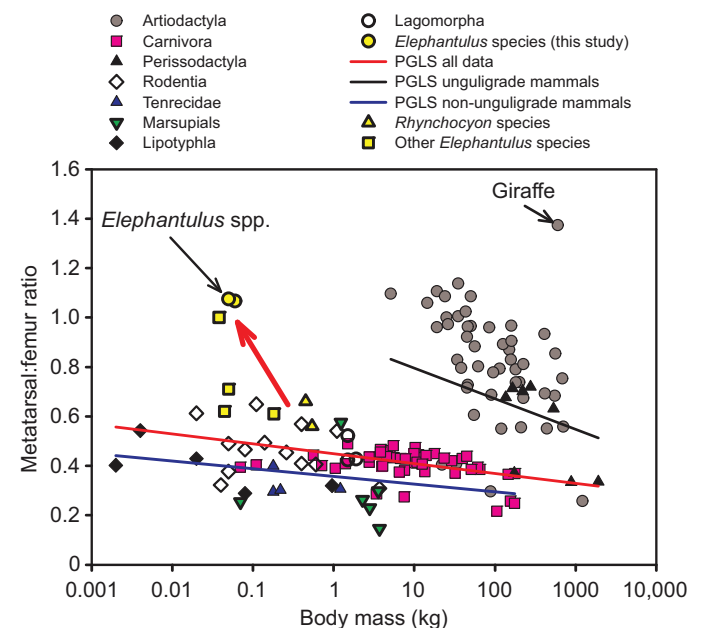 Artiodactyla
Carnivora
Perissodactyla
Rodentia
Tenrecidae
Marsupials
Lipotyphla
Lagomorpha
Elephantulus species (this study)
PGLS all data
PGLS unguligrade mammals
PGLS non-unguligrade mammals
Rhynchocyon species
Other Elephantulus species
1.6
1.4
1.2
1.0
0.8
0.6
0.4
0.2
0
Metatarsal:femur ratio
Elephantulus spp.
Giraffe
0.001 0.01 0.1 1 10 100 1000 10,000
Body mass (kg)